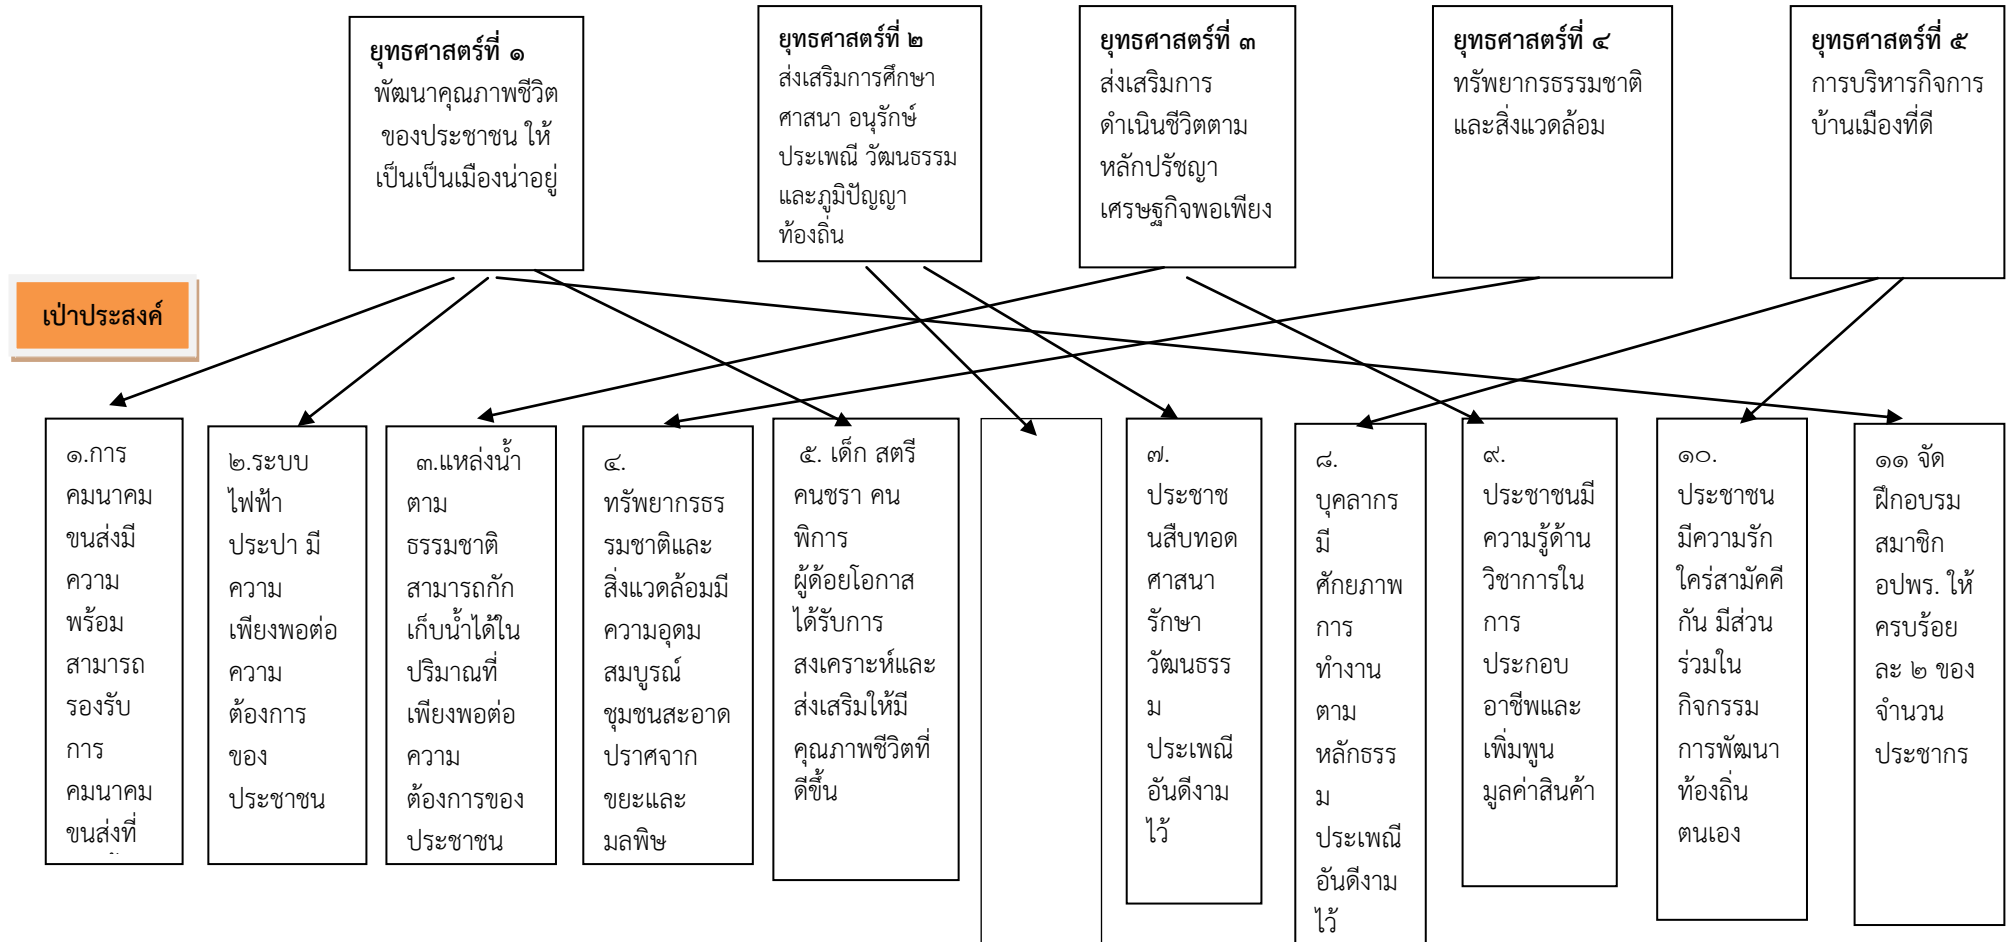 ยุทธศาสตร์ที่ ๑
พัฒนาคุณภาพชีวิต
ของประชาชน ให้
เป็นเป็นเมืองน่าอยู่
ยุทธศาสตร์ที่ ๒
ส่งเสริมการศึกษา
ศาสนา อนุรักษ์
ประเพณี วัฒนธรรม
และภูมิปัญญา
ท้องถิ่น
ยุทธศาสตร์ที่ ๓
ส่งเสริมการ
ดำเนินชีวิตตาม
หลักปรัชญา
เศรษฐกิจพอเพียง
ยุทธศาสตร์ที่ ๔
ทรัพยากรธรรมชาติ
และสิ่งแวดล้อม
ยุทธศาสตร์ที่ ๕
การบริหารกิจการ
บ้านเมืองที่ดี
เป่าประสงค์
๑.การ
คมนาคม
ขนส่งมี
ความ
พร้อม
สามารถ
รองรับ
การ
คมนาคม
ขนส่งที่
๒.ระบบ
ไฟฟ้า
ประปา มี
ความ
เพียงพอต่อ
ความ
ต้องการ
ของ
ประชาชน
๓.แหล่งน้ำ
ตาม
ธรรมชาติ
สามารถกัก
เก็บน้ำได้ใน
ปริมาณที่
เพียงพอต่อ
ความ
ต้องการของ
ประชาชน
๔.
ทรัพยากรธร
รมชาติและ
สิ่งแวดล้อมมี
ความอุดม
สมบูรณ์
ชุมชนสะอาด
ปราศจาก
ขยะและ
มลพิษ
๕. เด็ก สตรี
คนชรา คน
พิการ
ผู้ด้อยโอกาส
ได้รับการ
สงเคราะห์และ
ส่งเสริมให้มี
คุณภาพชีวิตที่
ดีขึ้น
๗.
ประชาช
นสืบทอด
ศาสนา
รักษา
วัฒนธรร
ม
ประเพณี
อันดีงาม
ไว้
๘.
บุคลากร
มี
ศักยภาพ
การ
ทำงาน
ตาม
หลักธรร
ม
ประเพณี
อันดีงาม
ไว้
๙.
ประชาชนมี
ความรู้ด้าน
วิชาการใน
การ
ประกอบ
อาชีพและ
เพิ่มพูน
มูลค่าสินค้า
๑๐.
ประชาชน
มีความรัก
ใคร่สามัคคี
กัน มีส่วน
ร่วมใน
กิจกรรม
การพัฒนา
ท้องถิ่น
ตนเอง
๑๑ จัด
ฝึกอบรม
สมาชิก
อปพร. ให้
ครบร้อย
ละ ๒ ของ
จำนวน
ประชากร